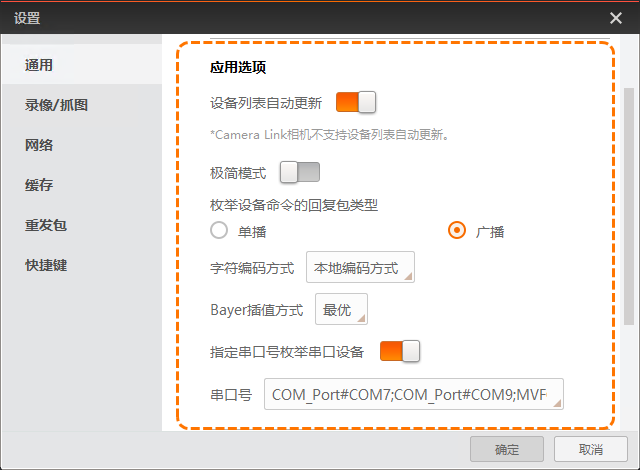 设置
通用
录像/抓图
网络
缓存
重发包
快捷键
应用选项
设备列表自动更新
*Camera Link相机不支持设备列表自动更新。
极简模式
枚举设备命令的回复包类型
单播 广播
字符编码方式 本地编码方式
Bayer插值方式 最优
指定串口号枚举串口设备
串口号 COM_Port#COM7;COM_Port#COM9;MVF
确定 取消